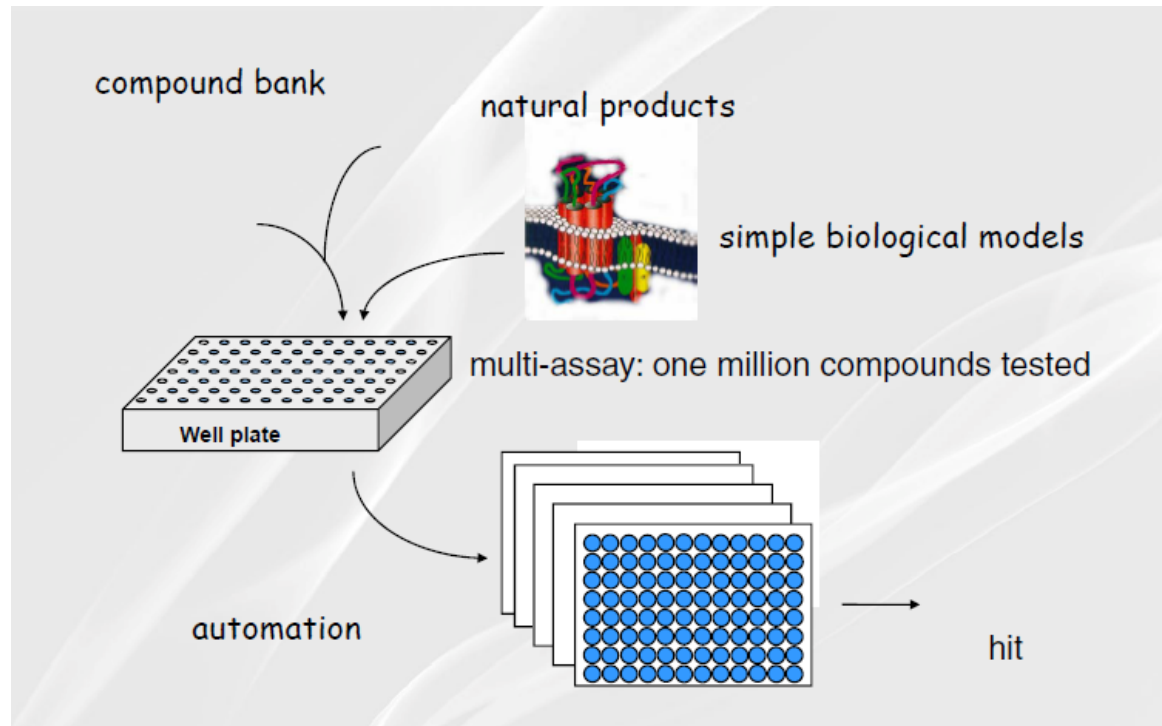 compound bank
natural products
simple biological models
multi-assay: one million compounds tested
Well plate
automation
hit